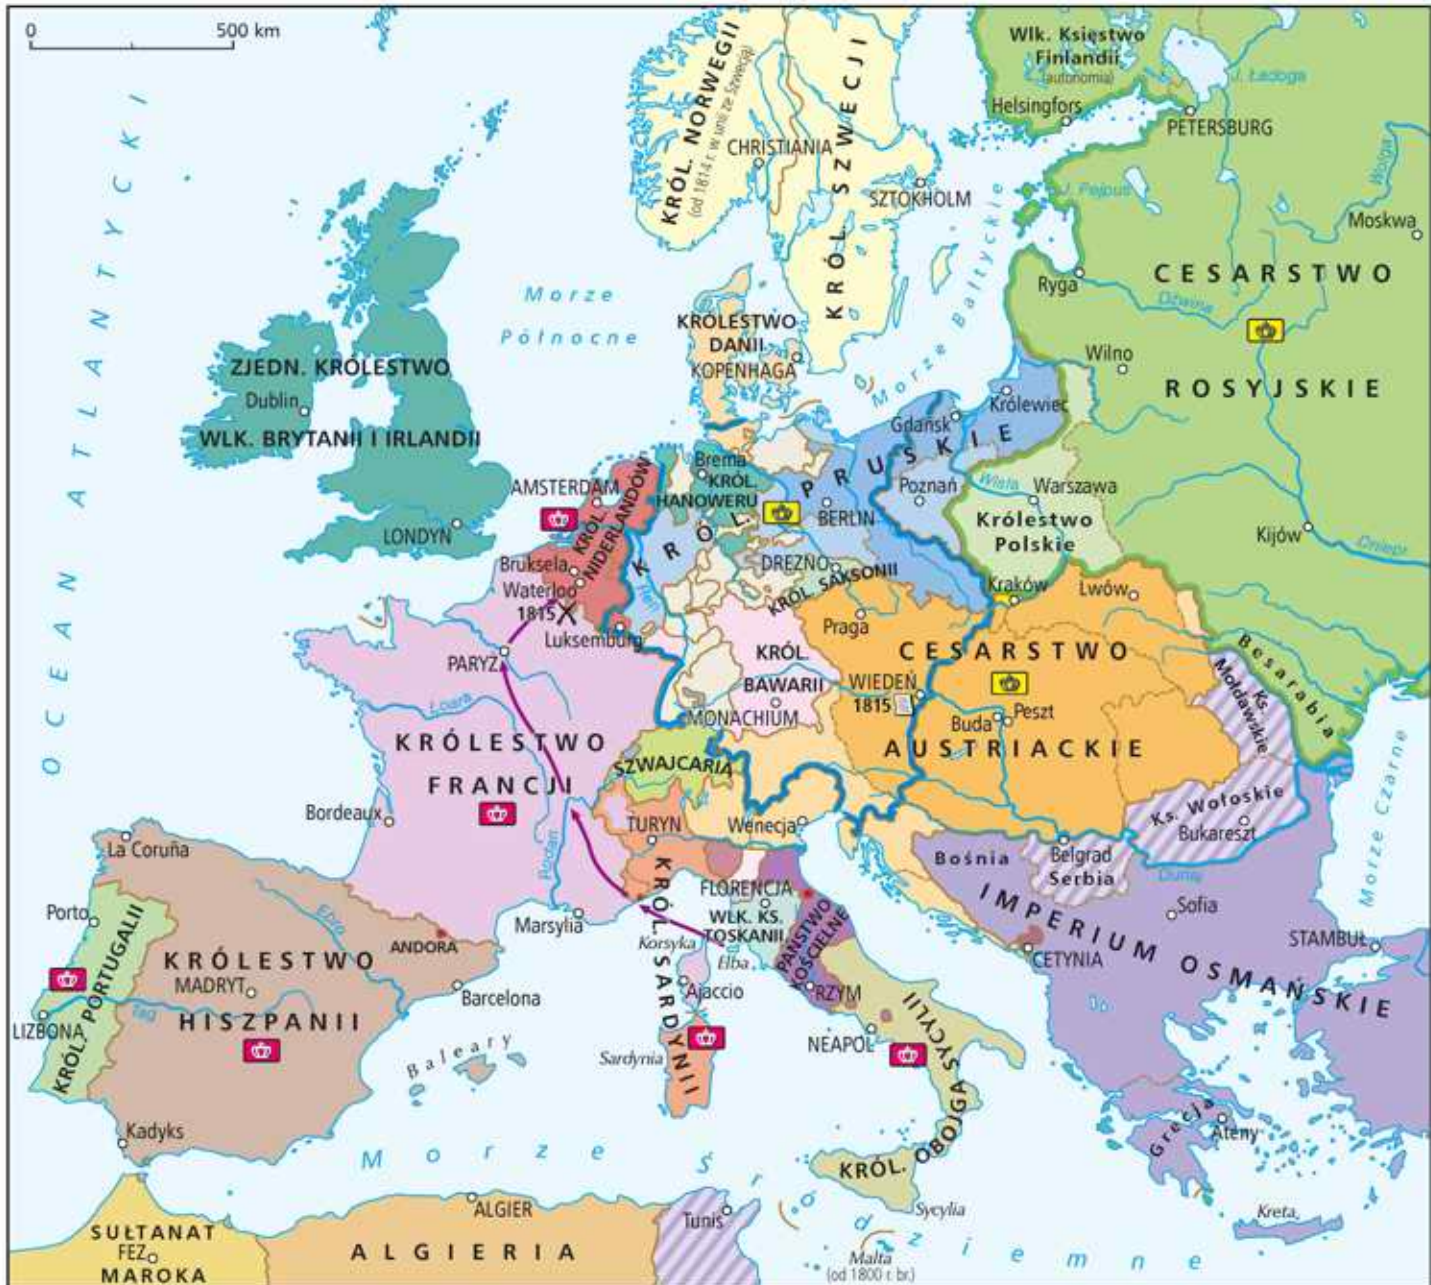 0 500 km
OCEAN ATLANTYCKI
KRÓL. NORWEGII
(od 1814 r. w unii ze Szwecją)
KRÓL. SZWECJI
CHRISTIANIA
SZTOKHOLM
Wlk. Księstwo
Finlandii
(autonomia)
Helsingfors
J. Ładoga
PETERSBURG
J. Pejpus
Wołga
Moskwa
CESARSTWO
ROSYJSKIE
Ryga
Dźwina
Wilno
Morze Bałtyckie
Morze
Północne
KRÓLESTWO
DANII
KOPENHAGA
ZJEDN. KRÓLESTWO
Dublin
WLK. BRYTANII I IRLANDII
LONDYN
AMSTERDAM
KRÓL.
NIDERLANDÓW
Bruksela
Waterloo
1815
Luksemburg
Brema
KRÓL.
HANOWERU
KRÓL. PRUSKIE
Gdańsk
Królewiec
Poznań
BERLIN
Ren
DREZNO
KRÓL. SAKSONII
Wisła
Warszawa
Królestwo
Polskie
Kijów
Dniepr
Kraków
Lwów
Praga
CESARSTWO
AUSTRIACKIE
WIEDEŃ
1815
Buda
Peszt
KRÓL.
BAWARII
MONACHIUM
Besarabia
Ks.
Mołdawskie
Ks. Wołoskie
Bukareszt
PARYŻ
Loara
KRÓLESTWO
FRANCJI
Bordeaux
Rodan
Marsylia
SZWAJCARIA
TURYN
Wenecja
KRÓL. SARDYNII
FLORENCJA
WLK. KS.
TOSKANII
PAŃSTWO
KOŚCIELNE
Korsyka
Elba
Ajaccio
RZYM
Sardynia
NEAPOL
KRÓL. OBOJGA SYCYLII
Sycylia
Malta
(od 1800 r. br.)
Bośnia
Belgrad
Serbia
Dunaj
Sofia
IMPERIUM OSMAŃSKIE
CETYNIA
STAMBUŁ
Morze Czarne
Grecja
Ateny
Kreta
La Coruña
Porto
KRÓL. PORTUGALII
LIZBONA
Tag
Ebro
ANDORA
KRÓLESTWO
MADRYT
HISZPANII
Barcelona
Baleary
Kadyks
Morze Śródziemne
SUŁTANAT
FEZ
MAROKA
ALGIER
ALGIERIA
Tunis